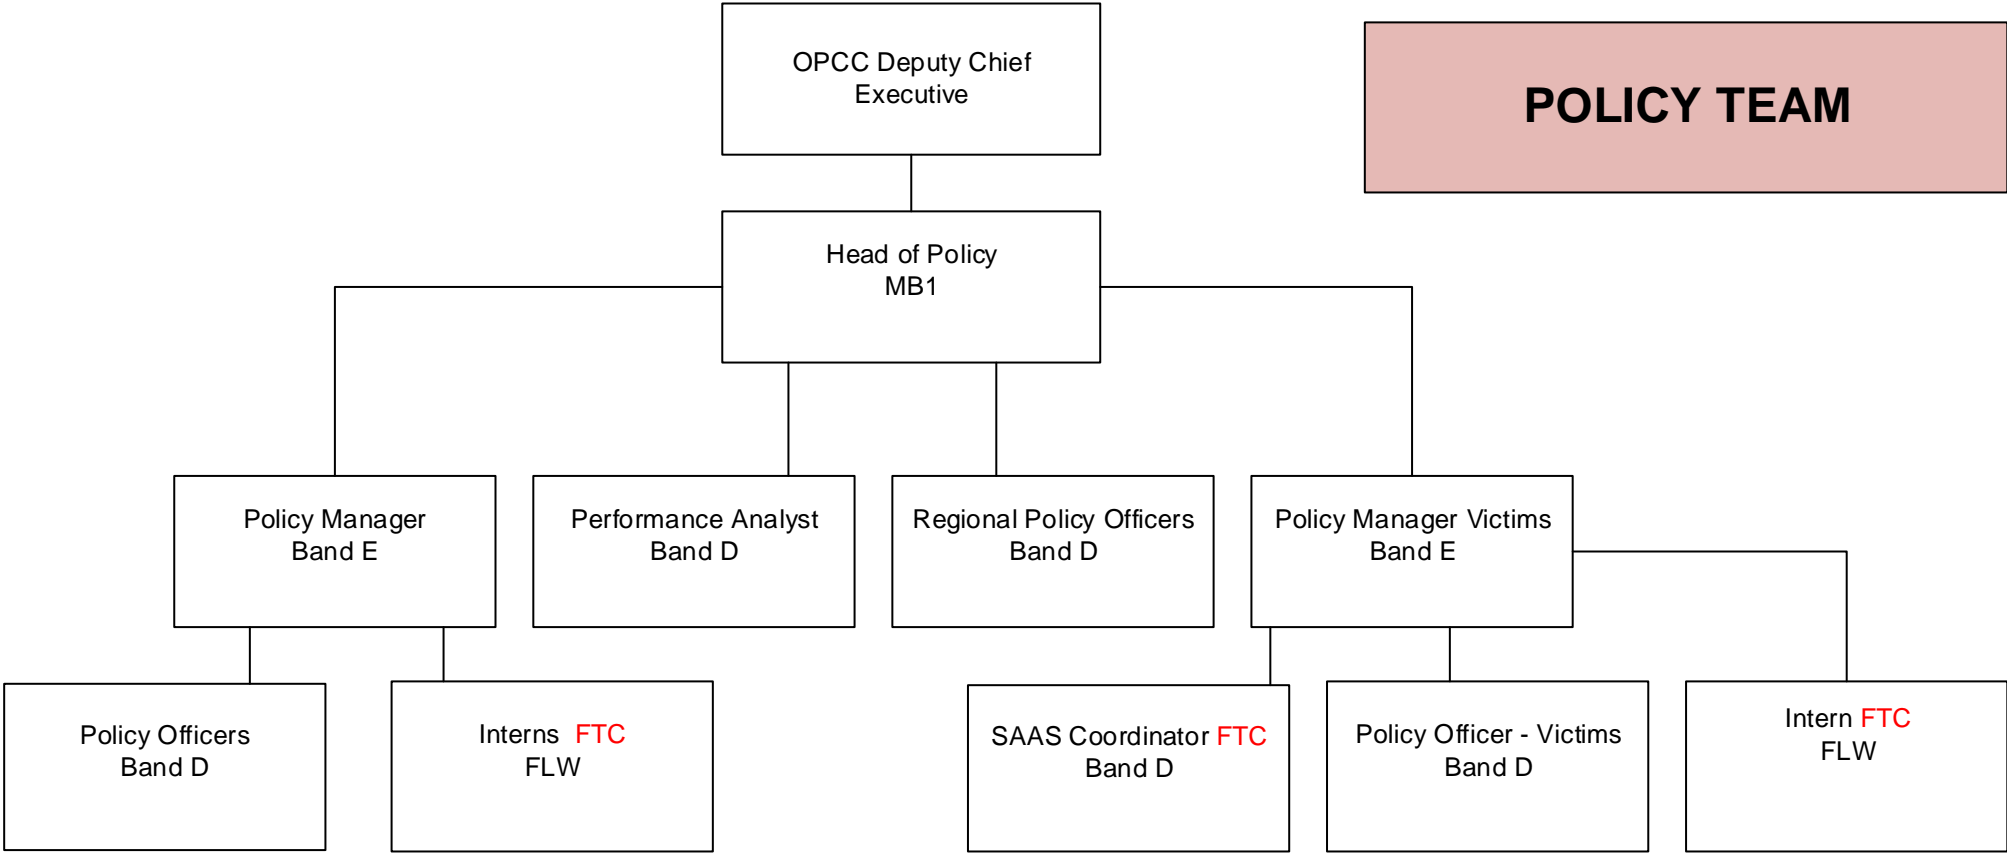 OPCC Deputy Chief
Executive
POLICY TEAM
Head of Policy
MB1
Policy Manager
Band E
Performance Analyst
Band D
Regional Policy Officers
Band D
Policy Manager Victims
Band E
Policy Officers
Band D
Interns  FTC
FLW
SAAS Coordinator FTC
Band D
Policy Officer - Victims
Band D
Intern FTC
FLW